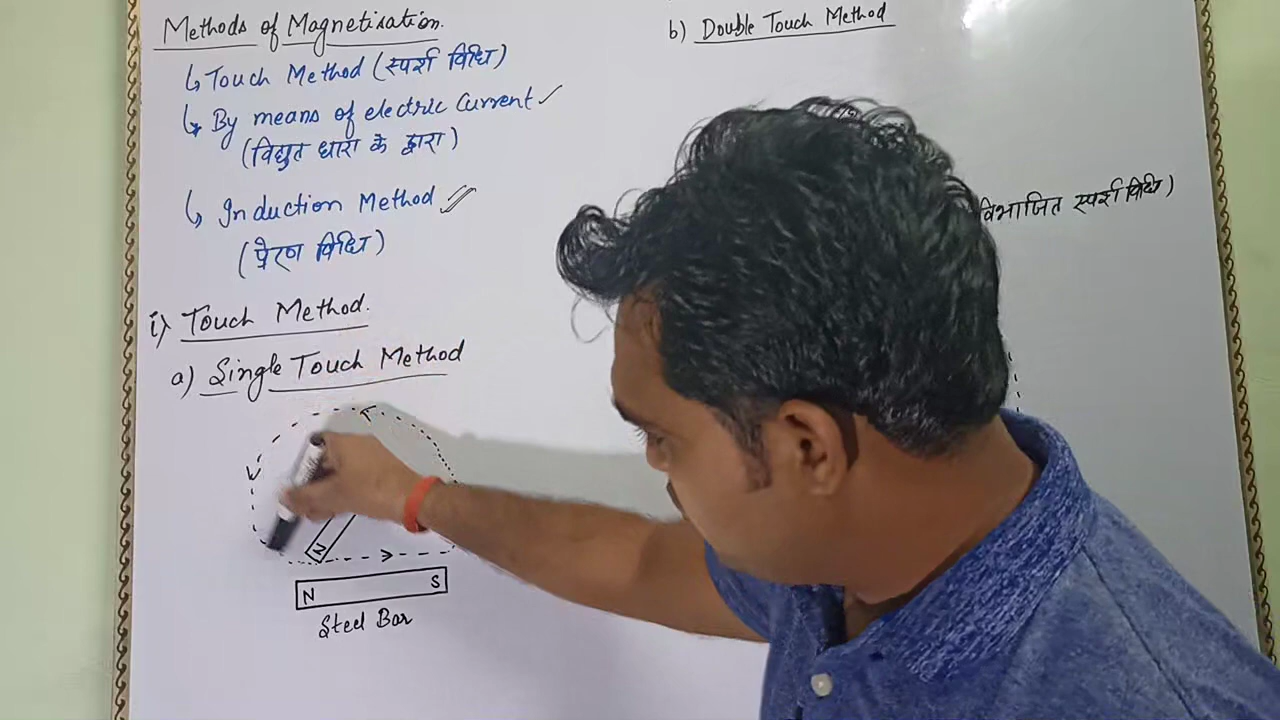 Methods of Magnetisation.
↳ Touch Method (स्पर्श विधि)
↳ By means of electric Current ✓
(विद्युत धारा के द्वारा)
↳ Induction Method
(प्रेरण विधि)
i) Touch Method.
a) Single Touch Method
N
N S
Steel Bar
b) Double Touch Method
विभाजित स्पर्श विधि)